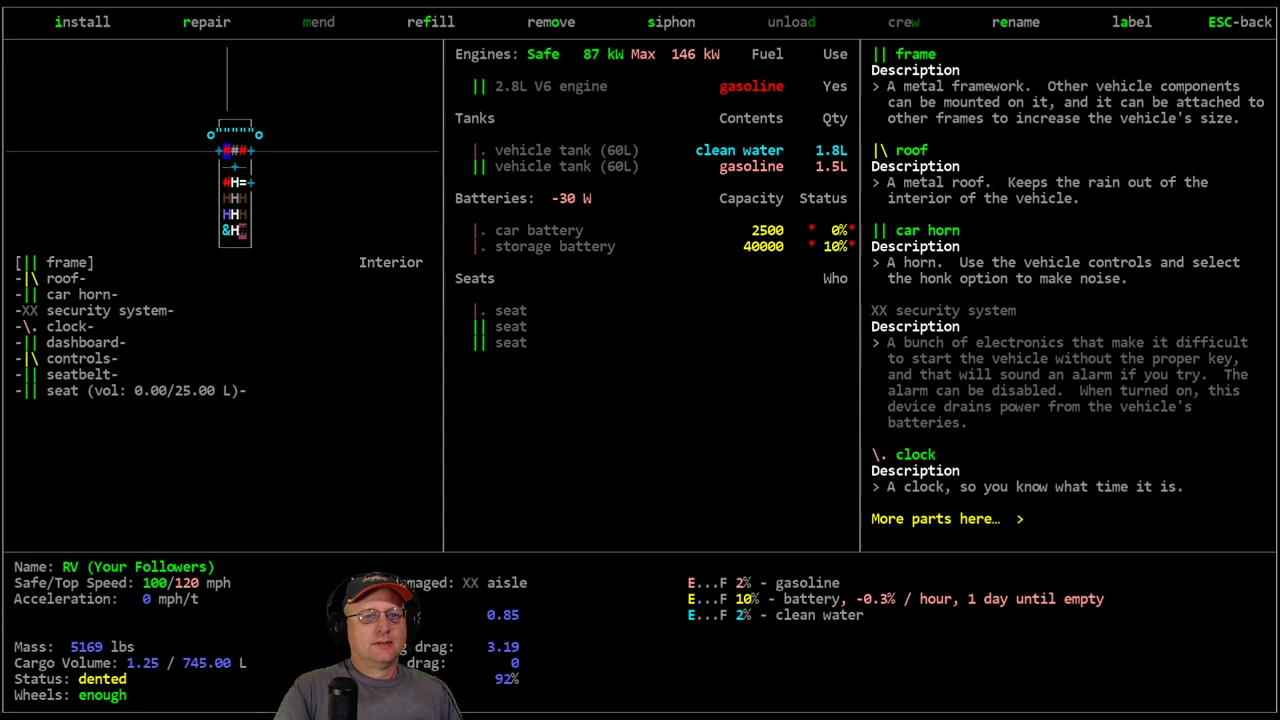 install repair mend refill remove siphon unload crew rename label ESC-back
[|| frame] Interior
-|\ roof-
-|| car horn-
-XX security system-
-\. clock-
-|| dashboard-
-|\ controls-
-|| seatbelt-
-|| seat (vol: 0.00/25.00 L)-
Engines: Safe 87 kW Max 146 kW Fuel Use
|| 2.8L V6 engine gasoline Yes
Tanks Contents Qty
|. vehicle tank (60L) clean water 1.8L
|| vehicle tank (60L) gasoline 1.5L
Batteries: -30 W Capacity Status
|. car battery 2500 * 0%*
|. storage battery 40000 * 10%*
Seats Who
|. seat
|| seat
|| seat
|| frame
Description
> A metal framework. Other vehicle components
can be mounted on it, and it can be attached to
other frames to increase the vehicle's size.
|\ roof
Description
> A metal roof. Keeps the rain out of the
interior of the vehicle.
|| car horn
Description
> A horn. Use the vehicle controls and select
the honk option to make noise.
XX security system
Description
> A bunch of electronics that make it difficult
to start the vehicle without the proper key,
and that will sound an alarm if you try. The
alarm can be disabled. When turned on, this
device drains power from the vehicle's
batteries.
\. clock
Description
> A clock, so you know what time it is.
More parts here… >
Name: RV (Your Followers)
Safe/Top Speed: 100/120 mph
Acceleration: 0 mph/t
Mass: 5169 lbs
Cargo Volume: 1.25 / 745.00 L
Status: dented
Wheels: enough
amaged: XX aisle
0.85
drag: 3.19
drag: 0
92%
E...F 2% - gasoline
E...F 10% - battery, -0.3% / hour, 1 day until empty
E...F 2% - clean water